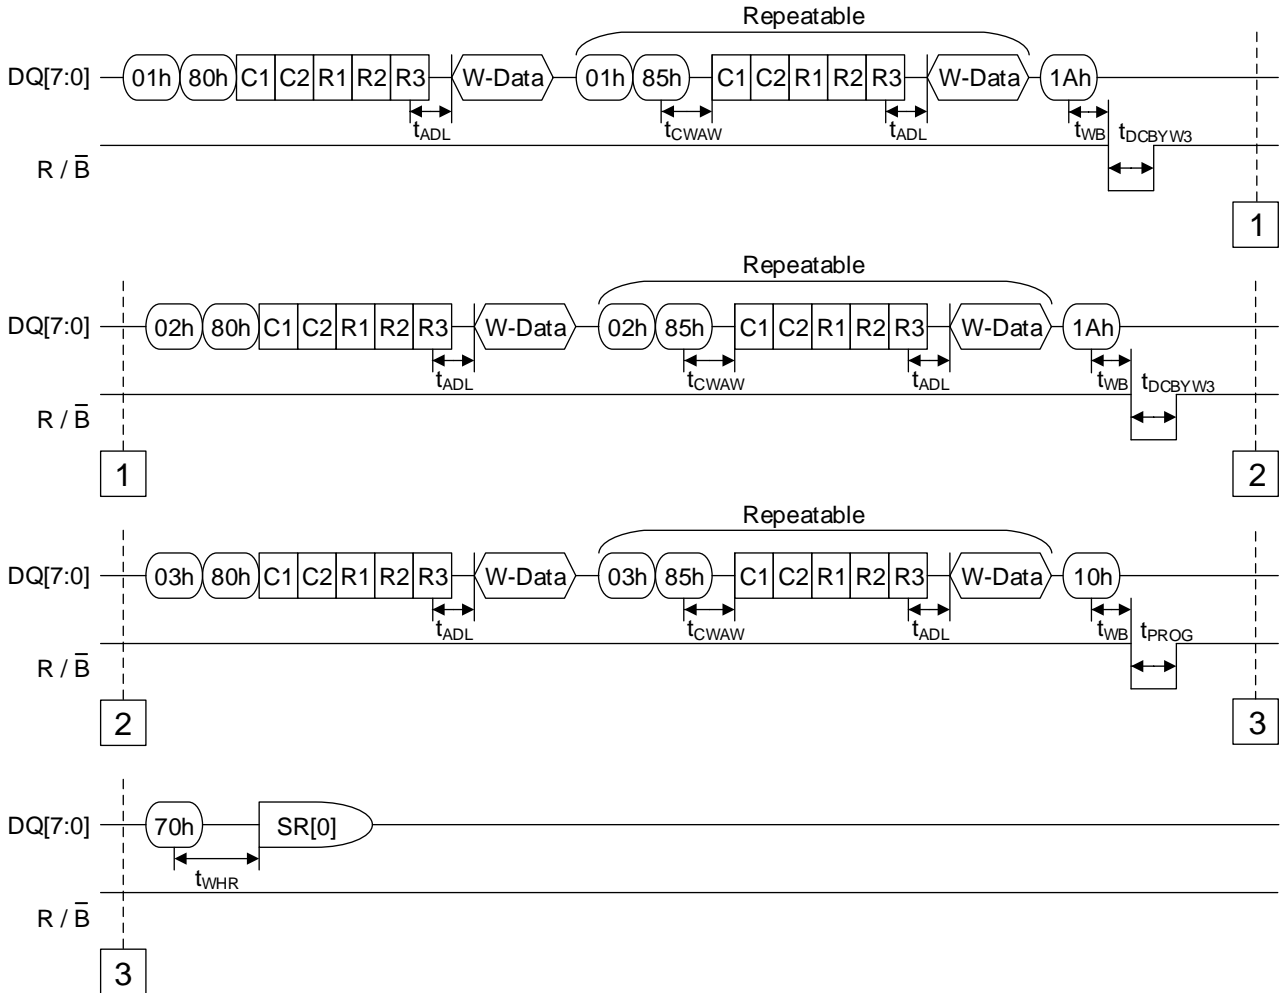 Repeatable
DQ[7:0] 01h 80h C1 C2 R1 R2 R3 W-Data 01h 85h C1 C2 R1 R2 R3 W-Data 1Ah
tADL tCWAW tADL tWB tDCBYW3
R / B̅
1
Repeatable
DQ[7:0] 02h 80h C1 C2 R1 R2 R3 W-Data 02h 85h C1 C2 R1 R2 R3 W-Data 1Ah
tADL tCWAW tADL tWB tDCBYW3
R / B̅
1 2
Repeatable
DQ[7:0] 03h 80h C1 C2 R1 R2 R3 W-Data 03h 85h C1 C2 R1 R2 R3 W-Data 10h
tADL tCWAW tADL tWB tPROG
R / B̅
2 3
DQ[7:0] 70h SR[0]
tWHR
R / B̅
3